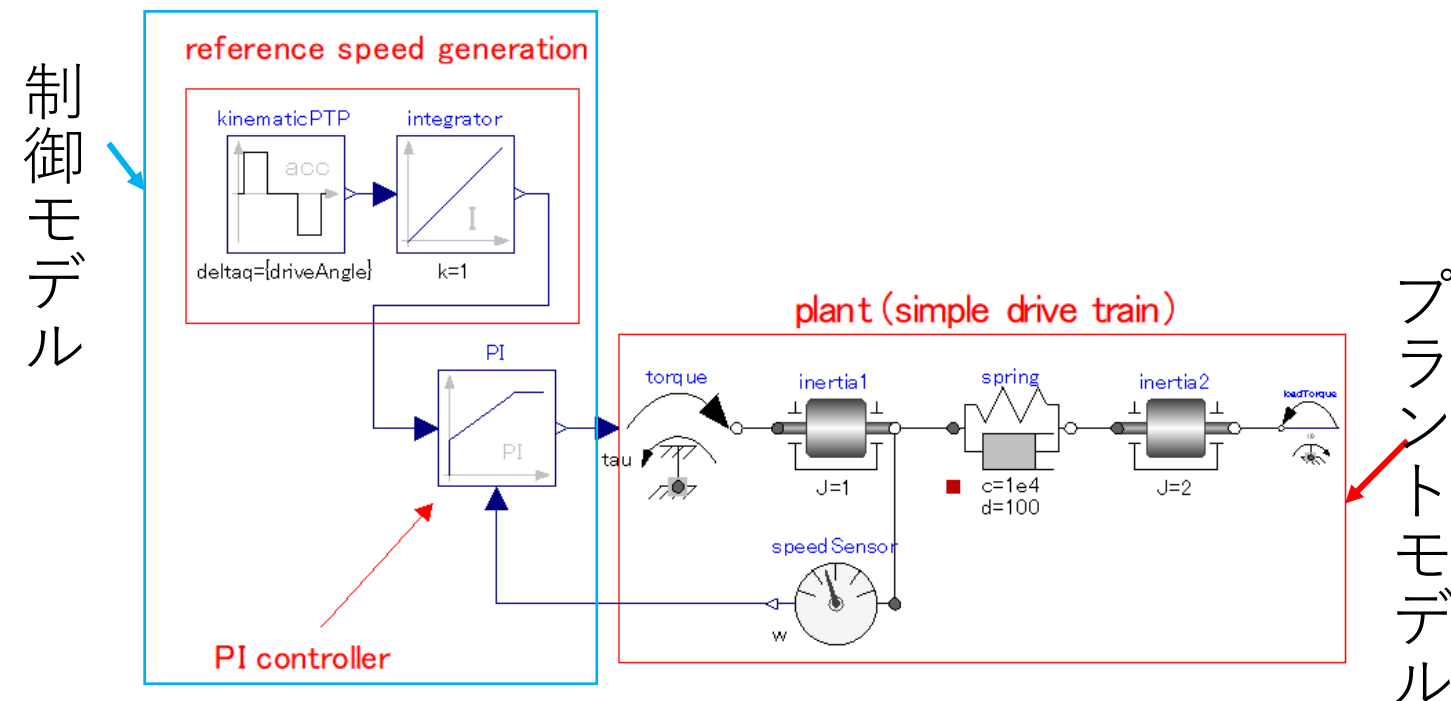 制御モデル
reference speed generation
kinematicPTP
integrator
acc
I
deltaq={driveAngle}
k=1
PI
PI
PI controller
plant (simple drive train)
torque
tau
inertia1
J=1
spring
c=1e4
d=100
inertia2
J=2
loadTorque
speedSensor
w
プラントモデル